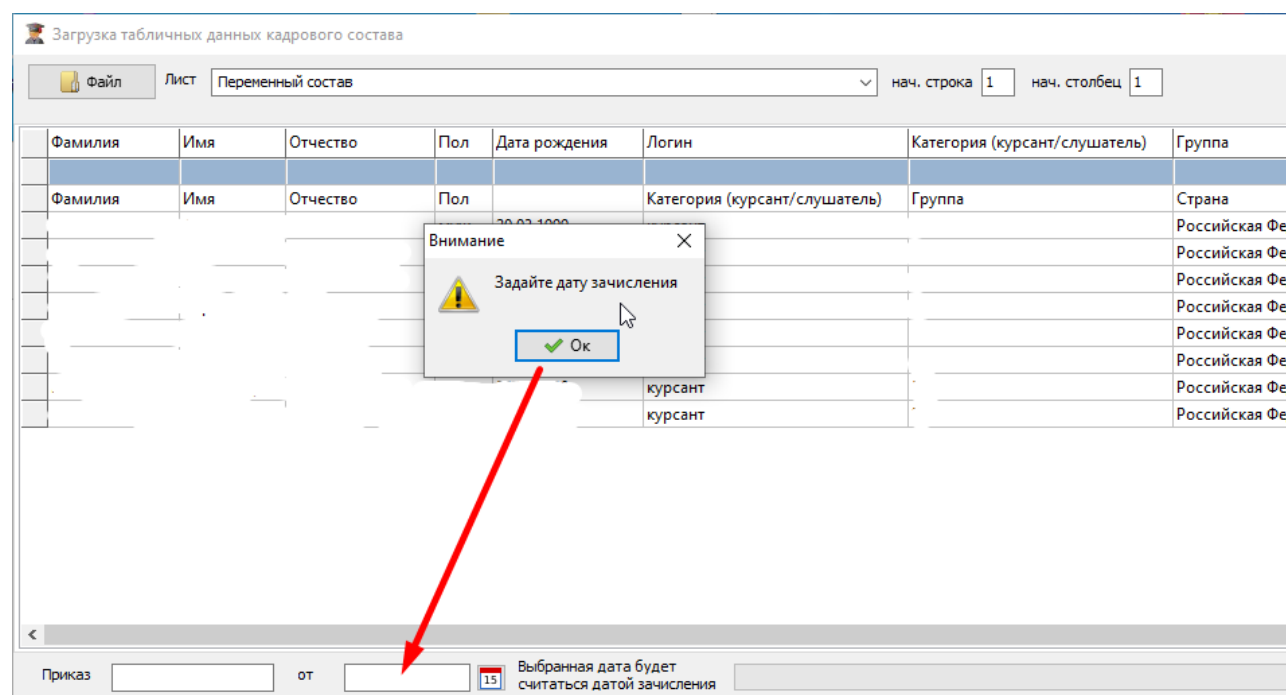 Загрузка табличных данных кадрового состава
Файл Лист Переменный состав нач. строка 1 нач. столбец 1
Фамилия Имя Отчество Пол Дата рождения Логин Категория (курсант/слушатель) Группа
Фамилия Имя Отчество Пол Категория (курсант/слушатель) Группа Страна
Российская Фе
Внимание
Российская Фе
Задайте дату зачисления
Российская Фе
Российская Фе
Ок
Российская Фе
Российская Фе
курсант Российская Фе
курсант Российская Фе
Приказ от 15 Выбранная дата будет
считаться датой зачисления